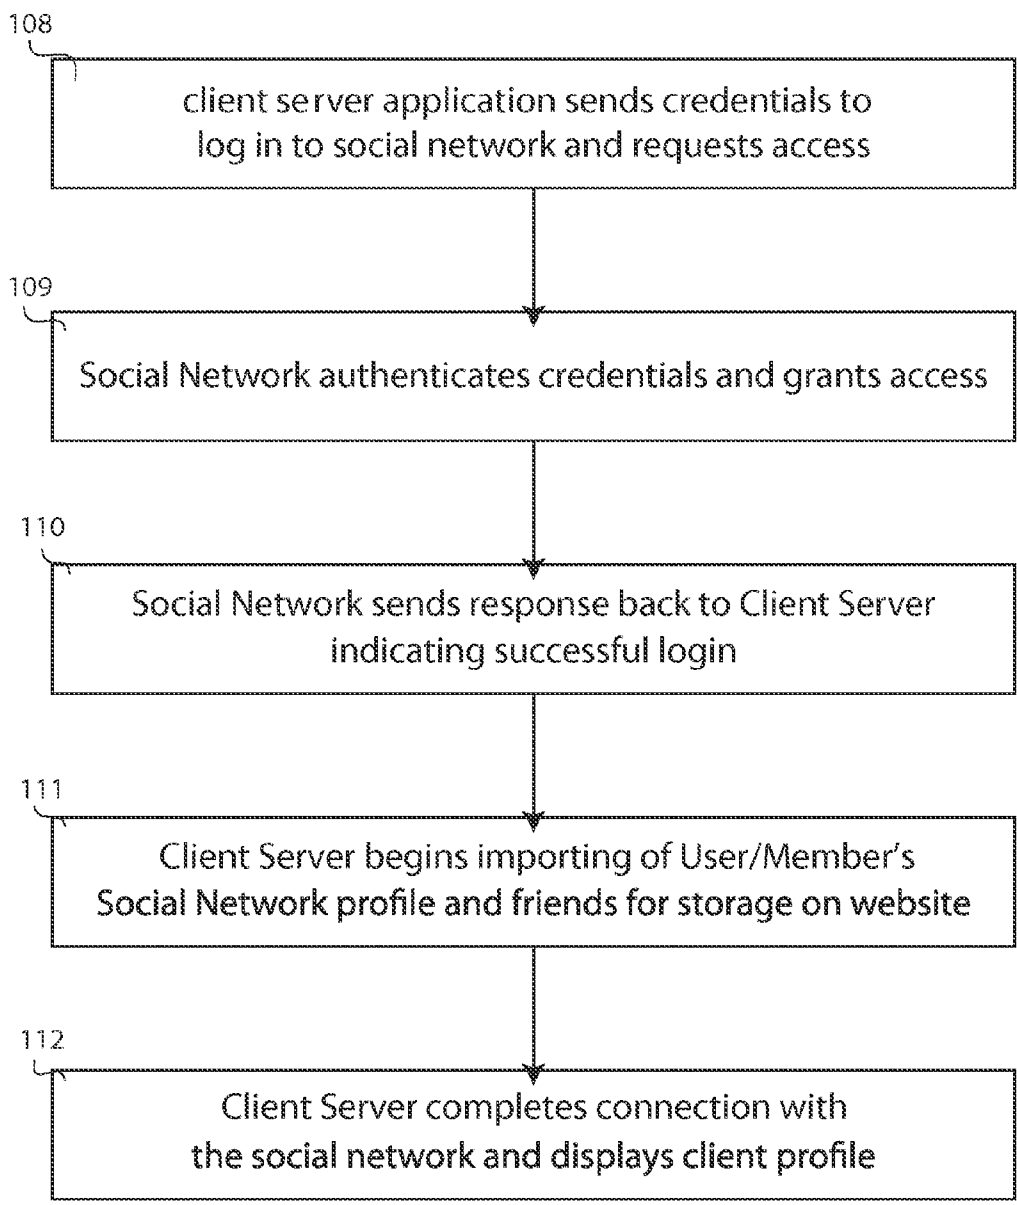 108
client server application sends credentials to
log in to social network and requests access
109
Social Network authenticates credentials and grants access
110
Social Network sends response back to Client Server
indicating successful login
111
Client Server begins importing of User/Member's
Social Network profile and friends for storage on website
112
Client Server completes connection with
the social network and displays client profile